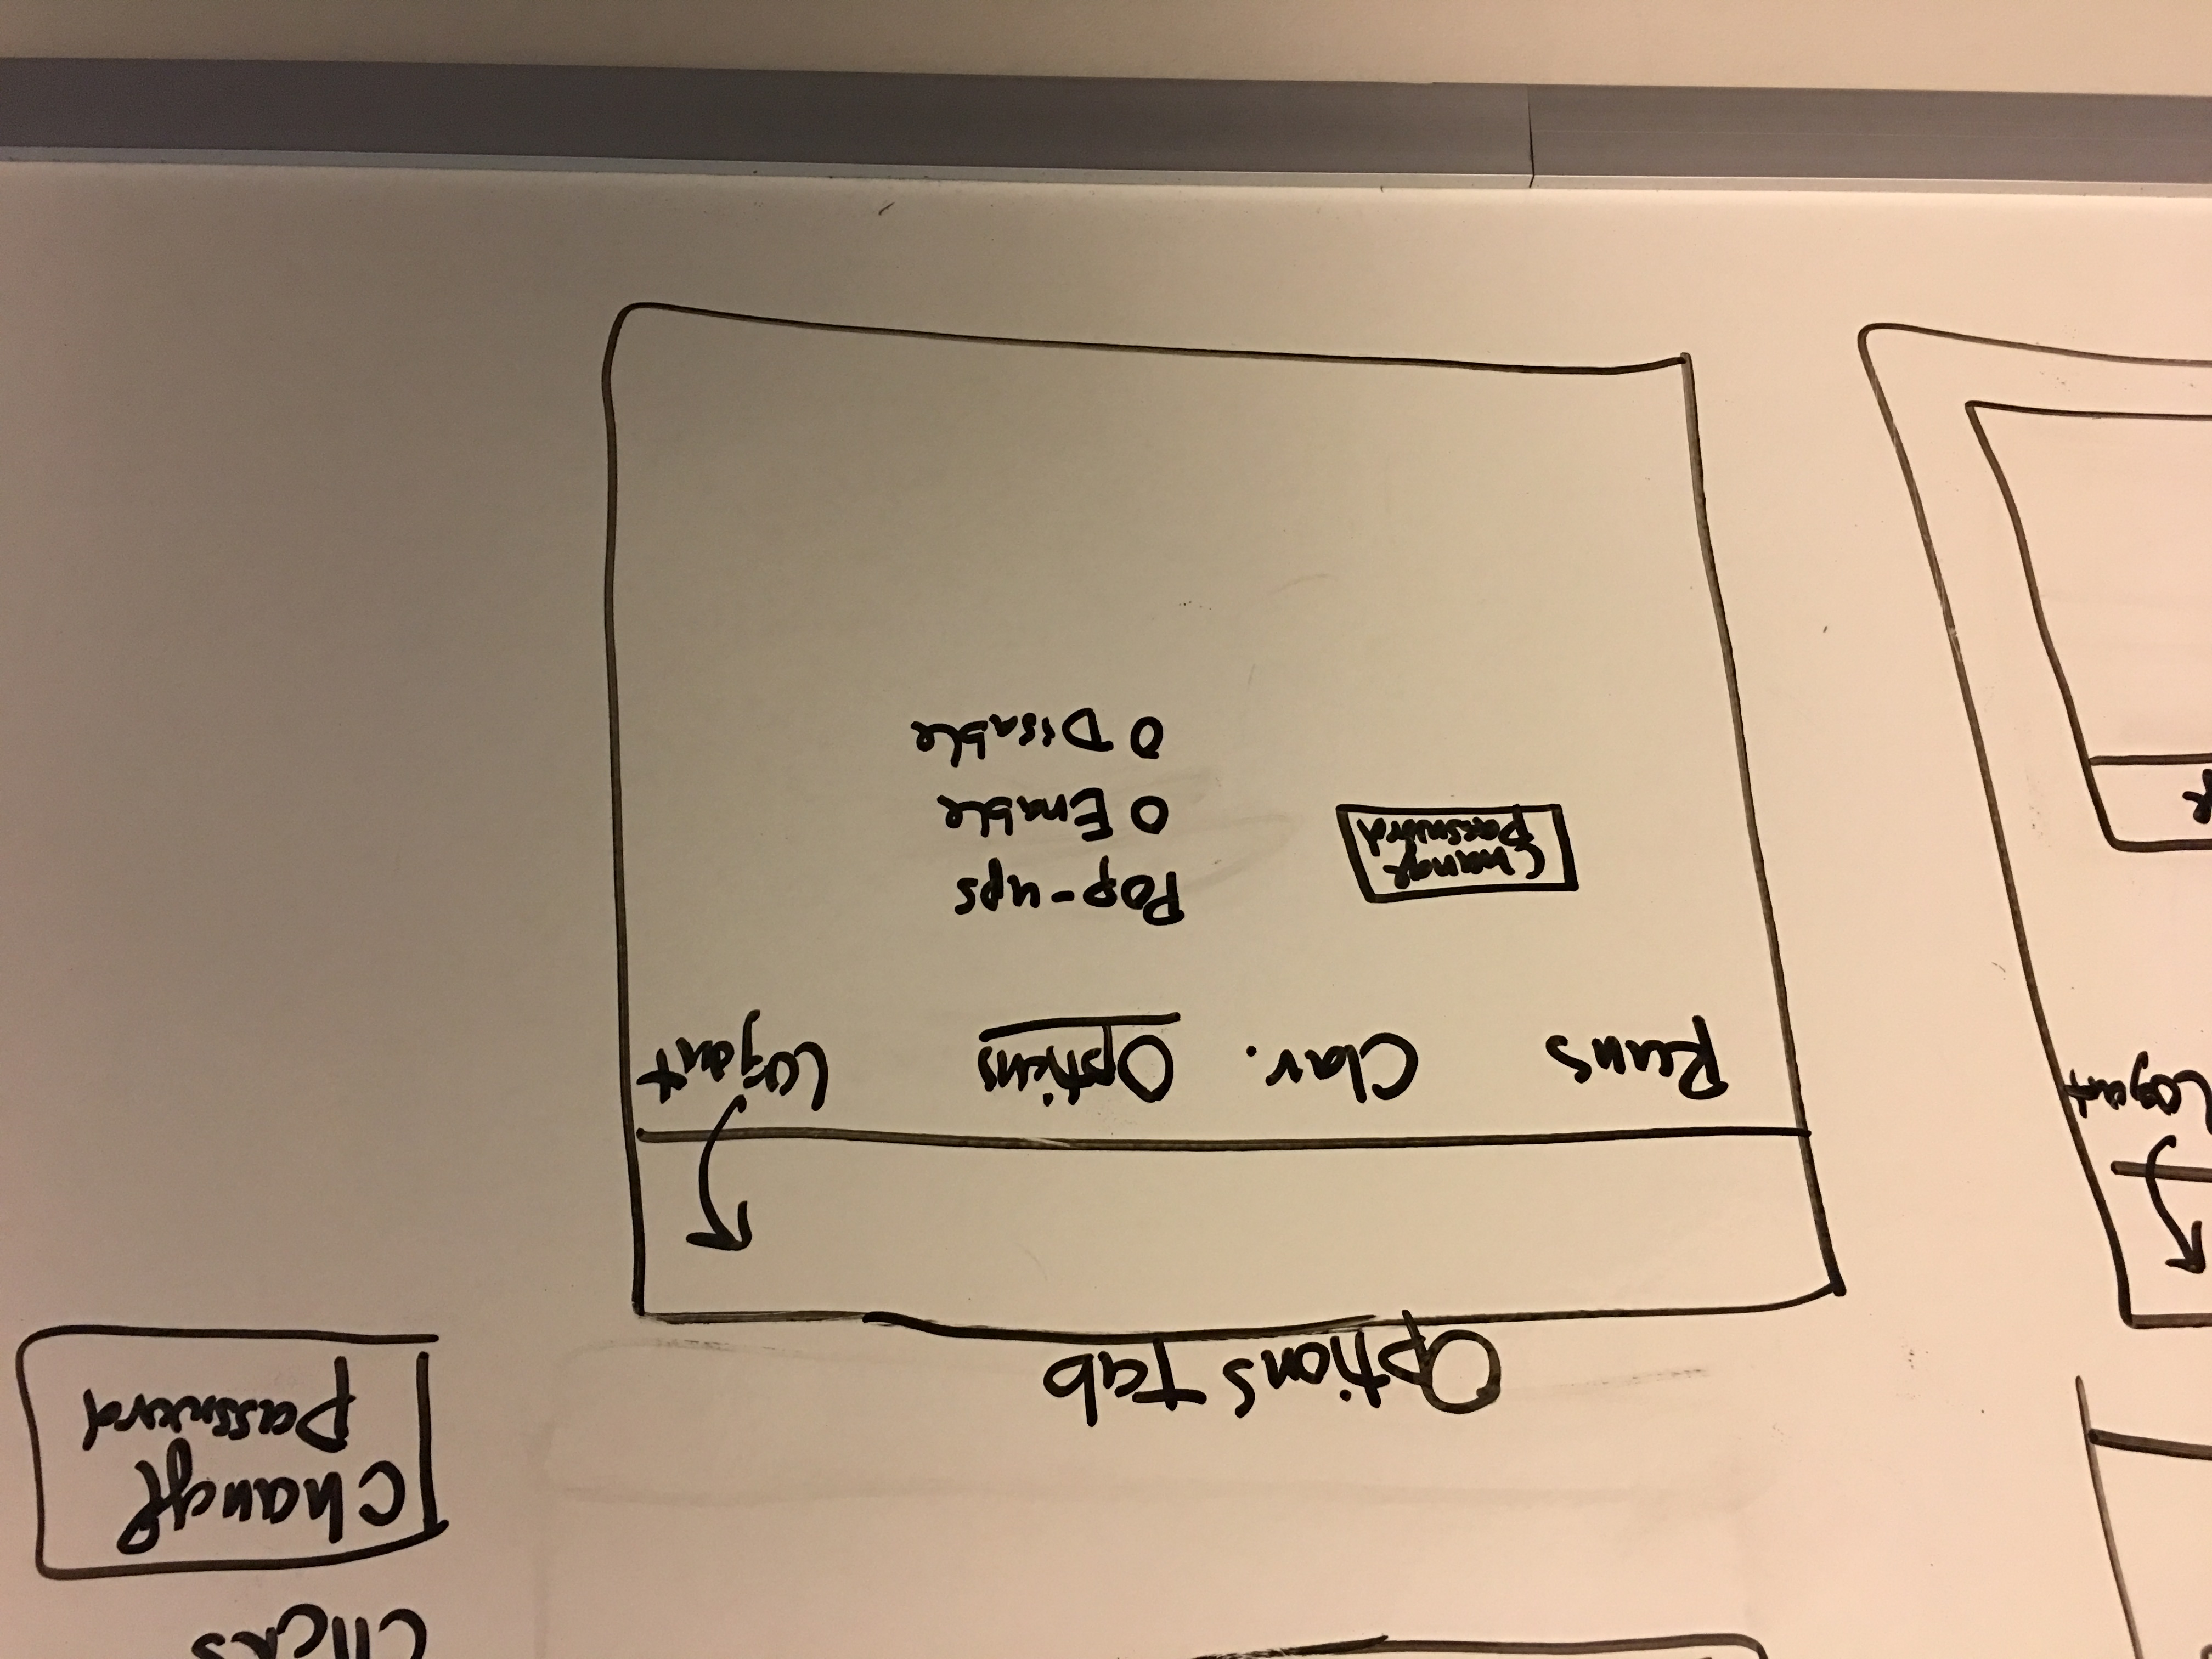 Clicks
Change
Password
Options Tab
Logout
Runs Clar. Options Logout
Change
Password
Pop-ups
O Enable
O Disable